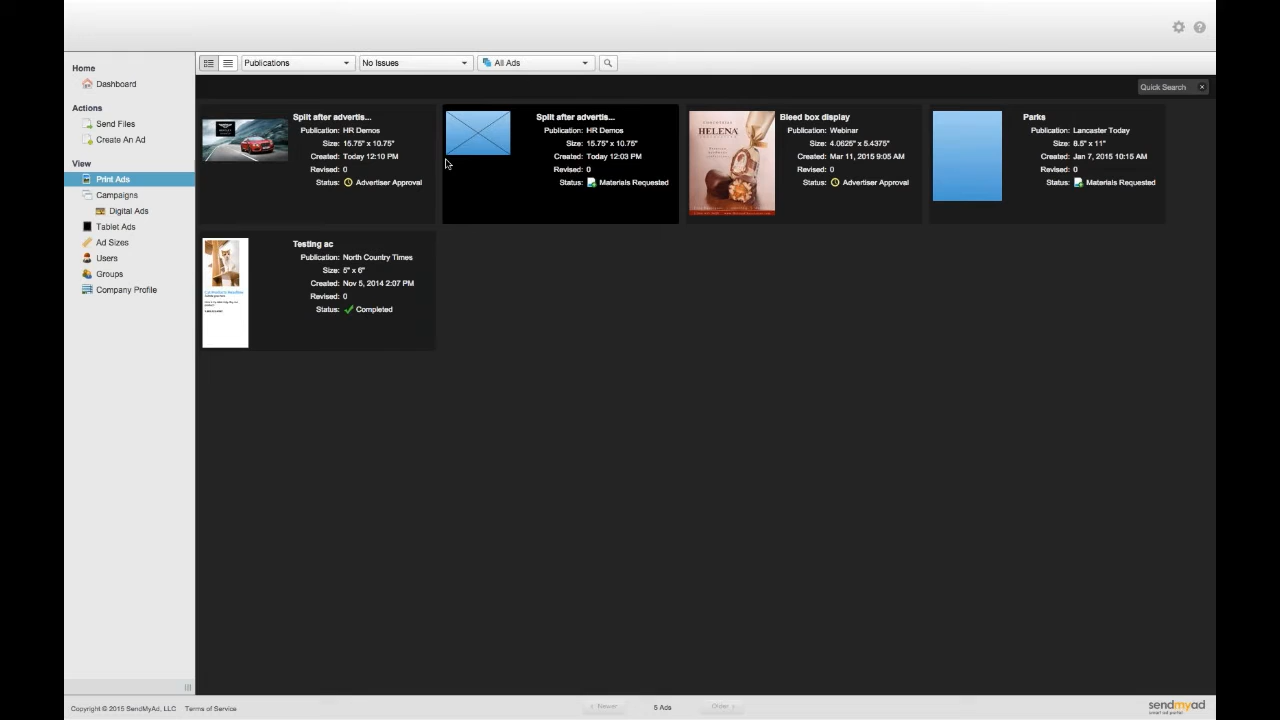 Publications
No Issues
All Ads
Quick Search
Home
Dashboard
Actions
Send Files
Create An Ad
View
Print Ads
Campaigns
Digital Ads
Tablet Ads
Ad Sizes
Users
Groups
Company Profile
Split after advertis...
Publication: HR Demos
Size: 15.75" x 10.75"
Created: Today 12:10 PM
Revised: 0
Status: Advertiser Approval
Split after advertis...
Publication: HR Demos
Size: 15.75" x 10.75"
Created: Today 12:03 PM
Revised: 0
Status: Materials Requested
HELENA
Bleed box display
Publication: Webinar
Size: 4.0625" x 5.4375"
Created: Mar 11, 2015 9:05 AM
Revised: 0
Status: Advertiser Approval
Parks
Publication: Lancaster Today
Size: 8.5" x 11"
Created: Jan 7, 2015 10:15 AM
Revised: 0
Status: Materials Requested
Testing ac
Publication: North Country Times
Size: 5" x 6"
Created: Nov 5, 2014 2:07 PM
Revised: 0
Status: Completed
Copyright © 2015 SendMyAd, LLC Terms of Service
‹ Newer
5 Ads
Older ›
sendmyad
smart ad portal